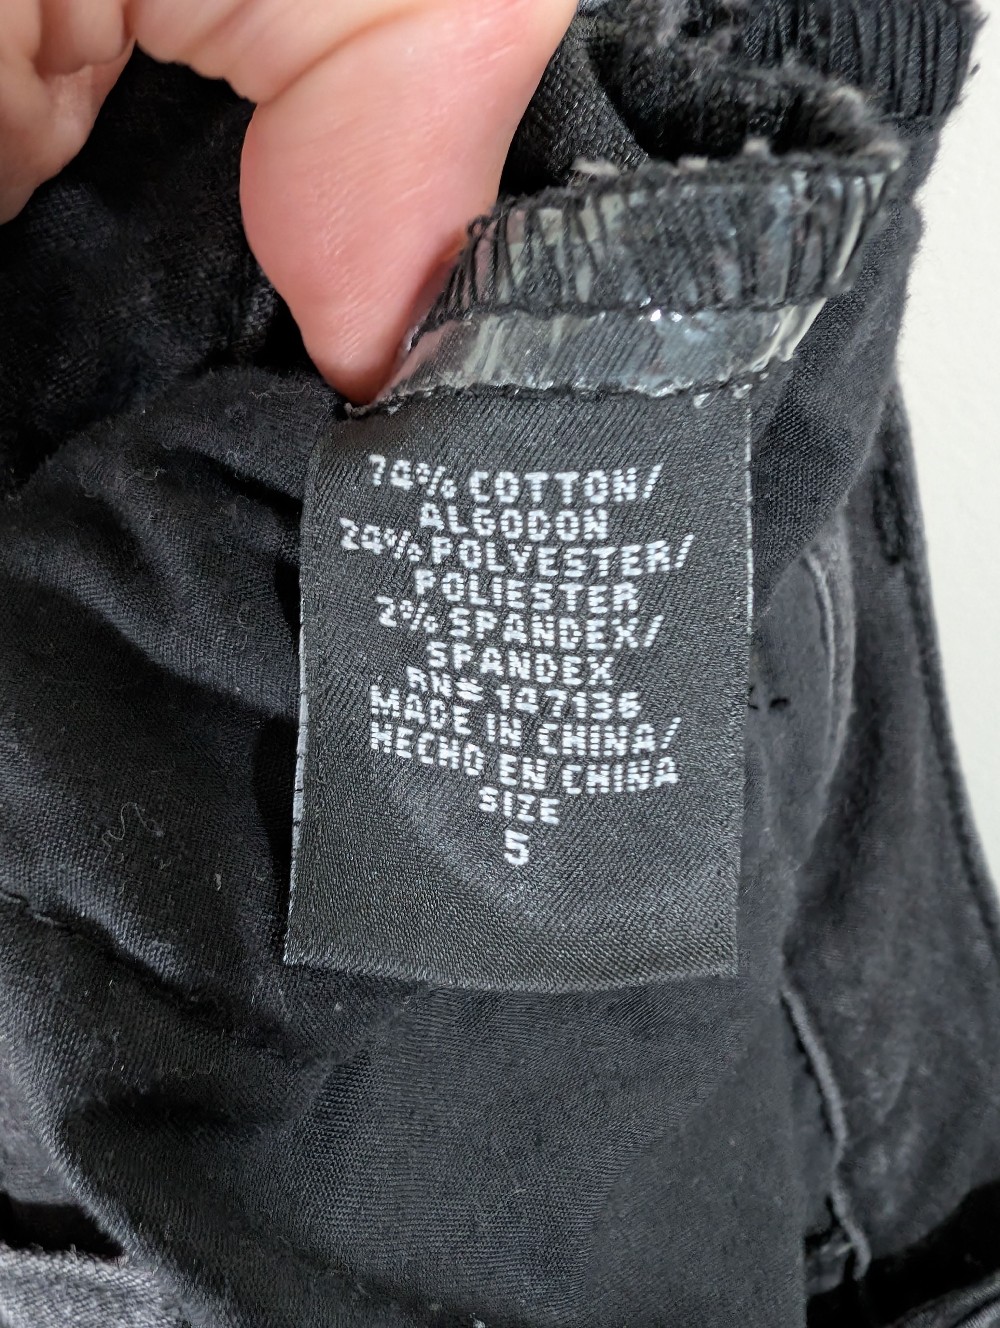 74% COTTON/
ALGODON
24% POLYESTER/
POLIESTER
2% SPANDEX/
SPANDEX
RN# 147136
MADE IN CHINA/
HECHO EN CHINA
SIZE
5